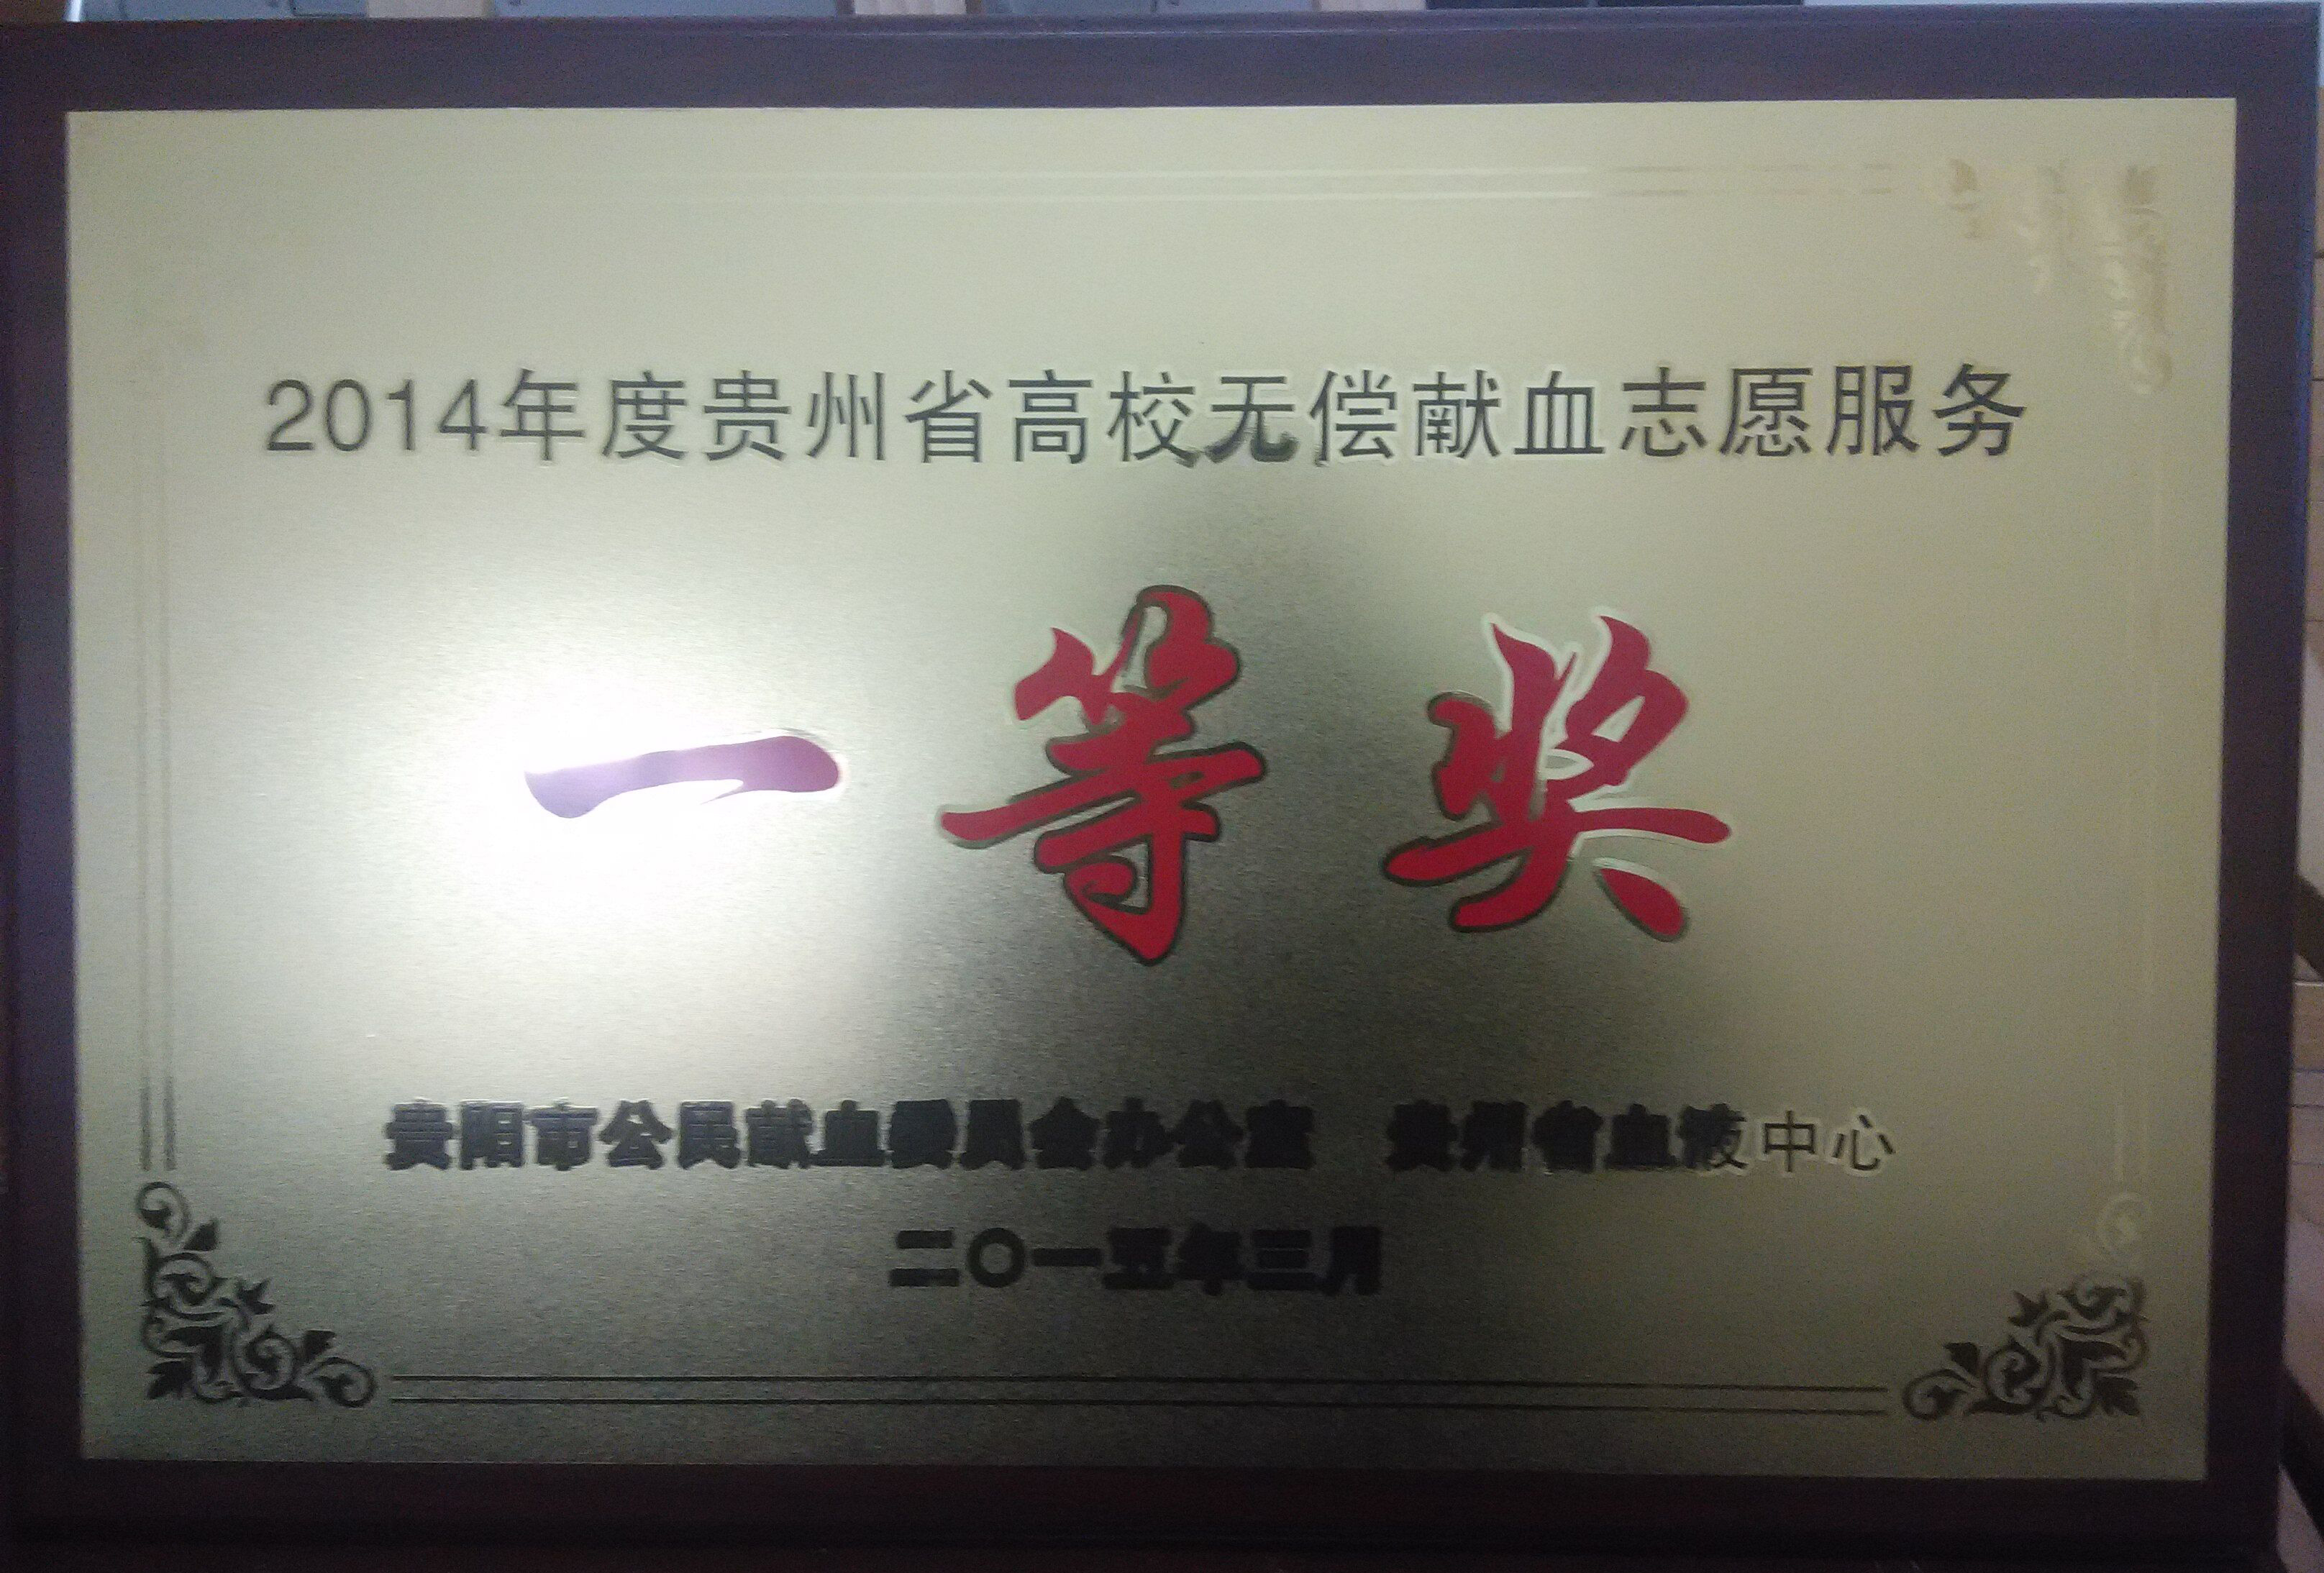 2014年度贵州省高校无偿献血志愿服务
一等奖
贵阳市公民献血委员会办公室 贵州省血液中心
二〇一五年三月